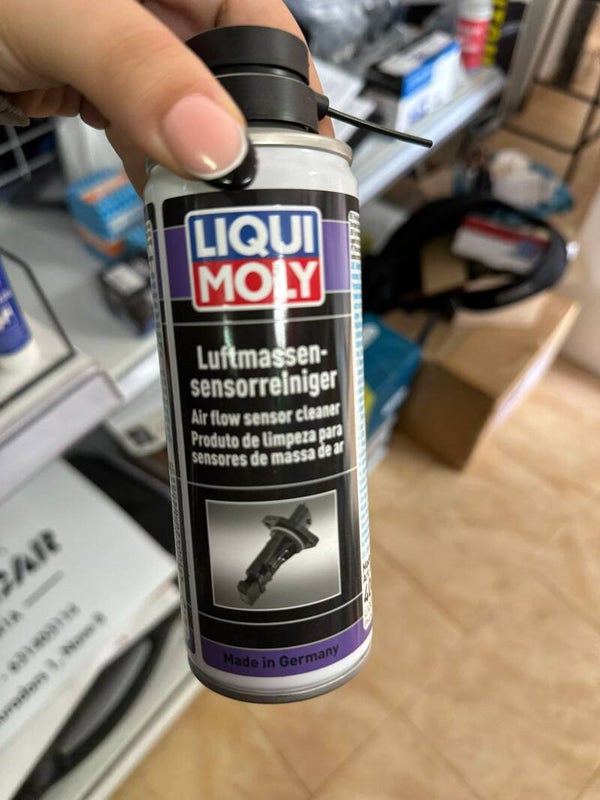 LIQUI
MOLY
Luftmassen-
sensorreiniger
Air flow sensor cleaner
Produto de limpeza para
sensores de massa de ar
Made in Germany
CAR